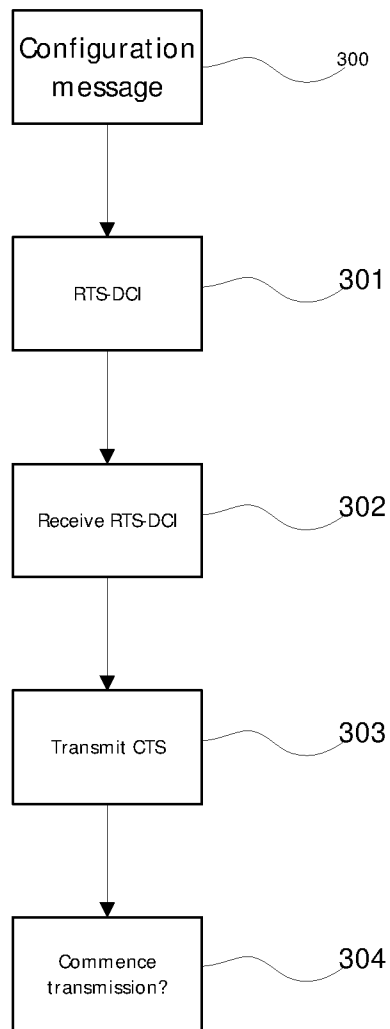 Configuration
message
300
RTS-DCI
301
Receive RTS-DCI
302
Transmit CTS
303
Commence
transmission?
304